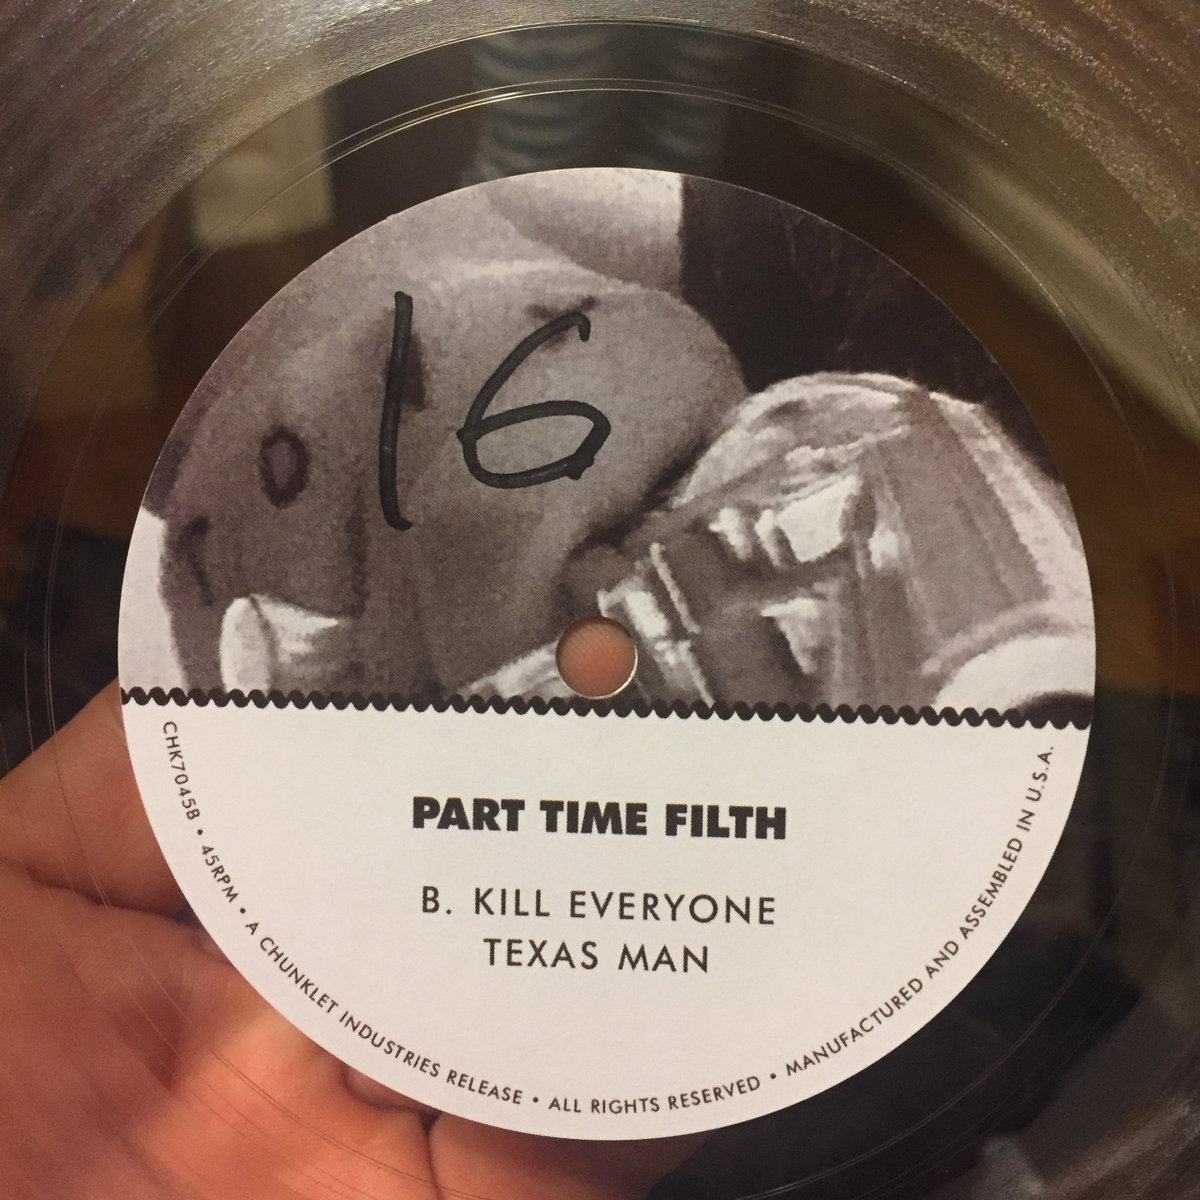 16
PART TIME FILTH
B. KILL EVERYONE
TEXAS MAN
CHK7045B • 45RPM • A CHUNKLET INDUSTRIES RELEASE • ALL RIGHTS RESERVED • MANUFACTURED AND ASSEMBLED IN U.S.A.